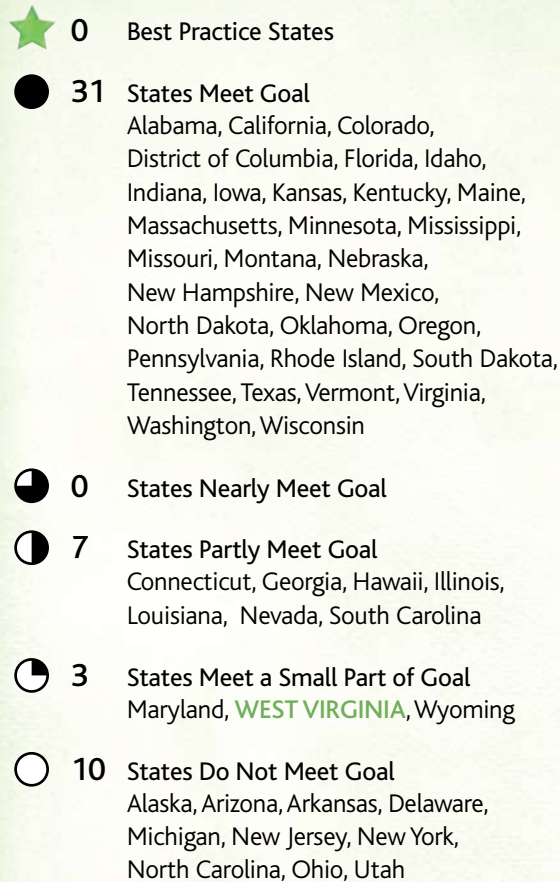 0 Best Practice States
31 States Meet Goal
Alabama, California, Colorado,
District of Columbia, Florida, Idaho,
Indiana, Iowa, Kansas, Kentucky, Maine,
Massachusetts, Minnesota, Mississippi,
Missouri, Montana, Nebraska,
New Hampshire, New Mexico,
North Dakota, Oklahoma, Oregon,
Pennsylvania, Rhode Island, South Dakota,
Tennessee, Texas, Vermont, Virginia,
Washington, Wisconsin
0 States Nearly Meet Goal
7 States Partly Meet Goal
Connecticut, Georgia, Hawaii, Illinois,
Louisiana, Nevada, South Carolina
3 States Meet a Small Part of Goal
Maryland, WEST VIRGINIA, Wyoming
10 States Do Not Meet Goal
Alaska, Arizona, Arkansas, Delaware,
Michigan, New Jersey, New York,
North Carolina, Ohio, Utah